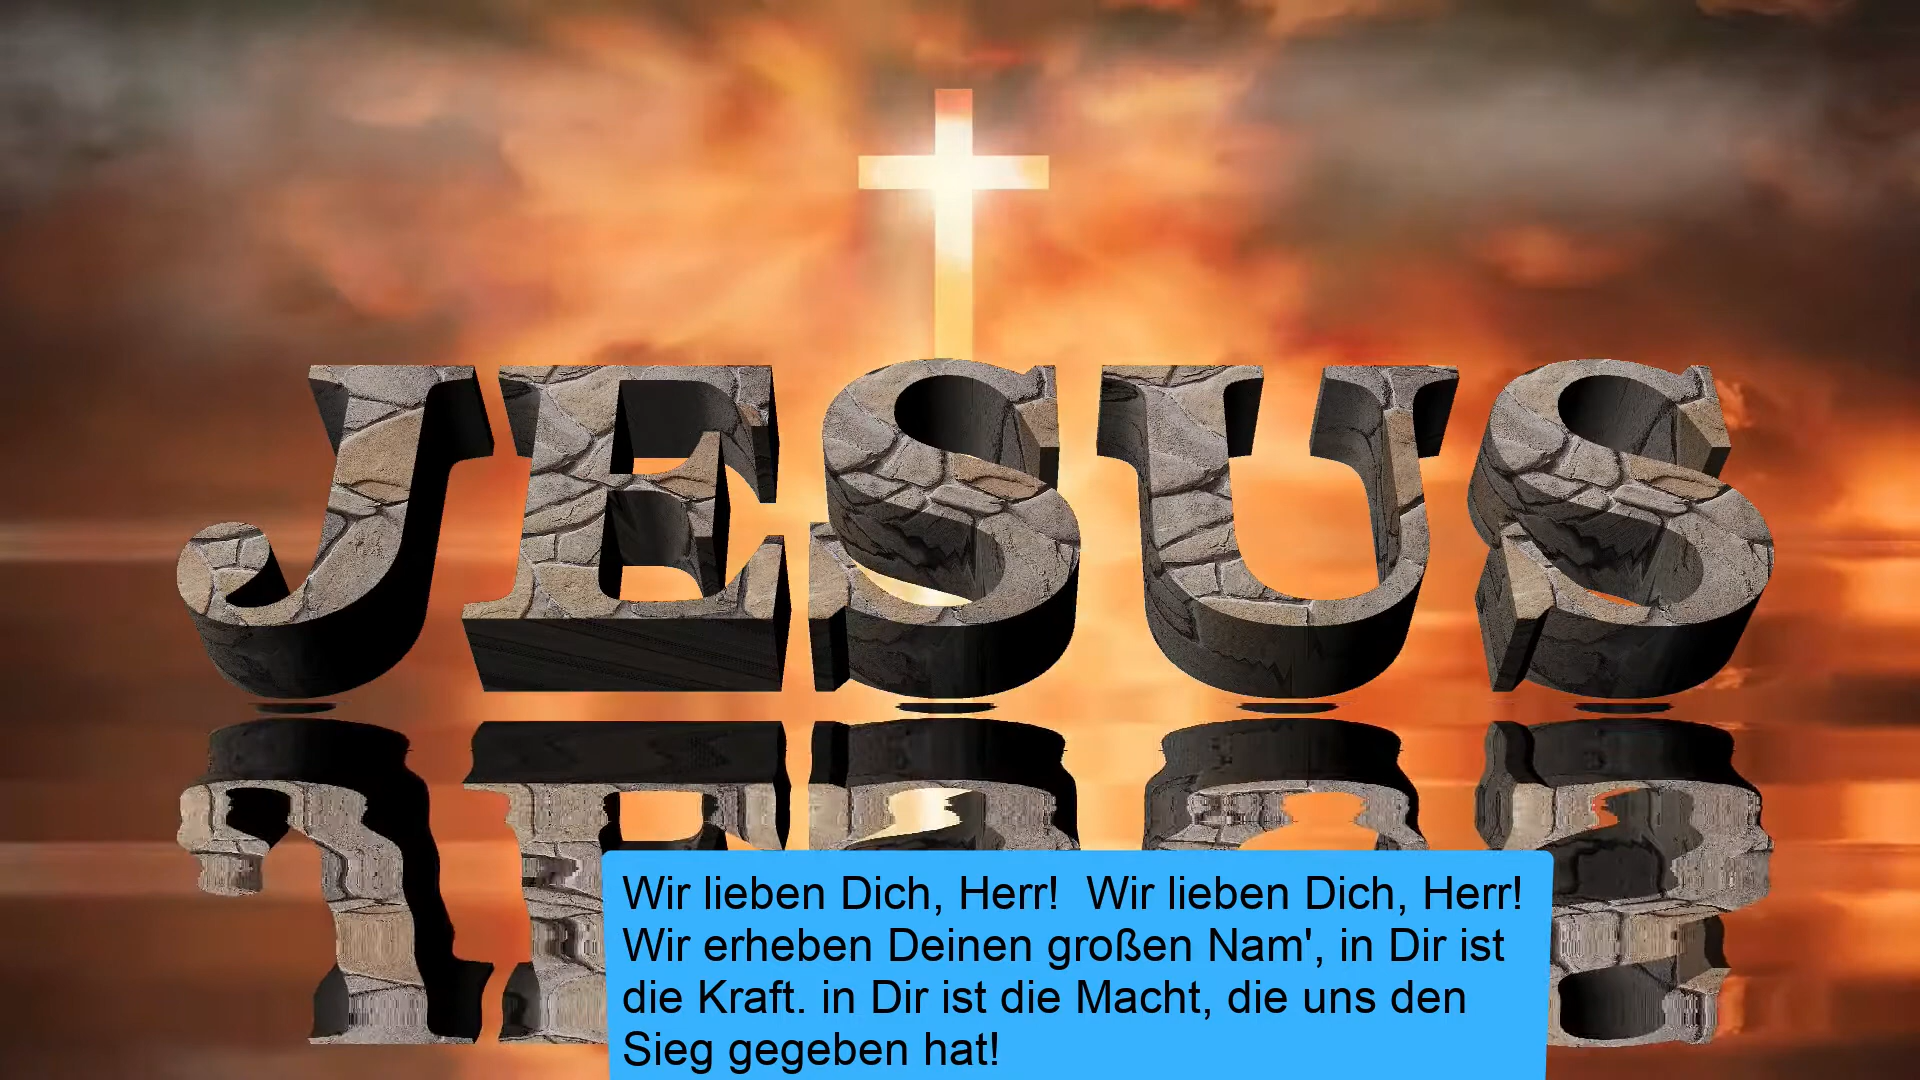 JESUS
Wir lieben Dich, Herr!  Wir lieben Dich, Herr!
Wir erheben Deinen großen Nam', in Dir ist
die Kraft. in Dir ist die Macht, die uns den
Sieg gegeben hat!